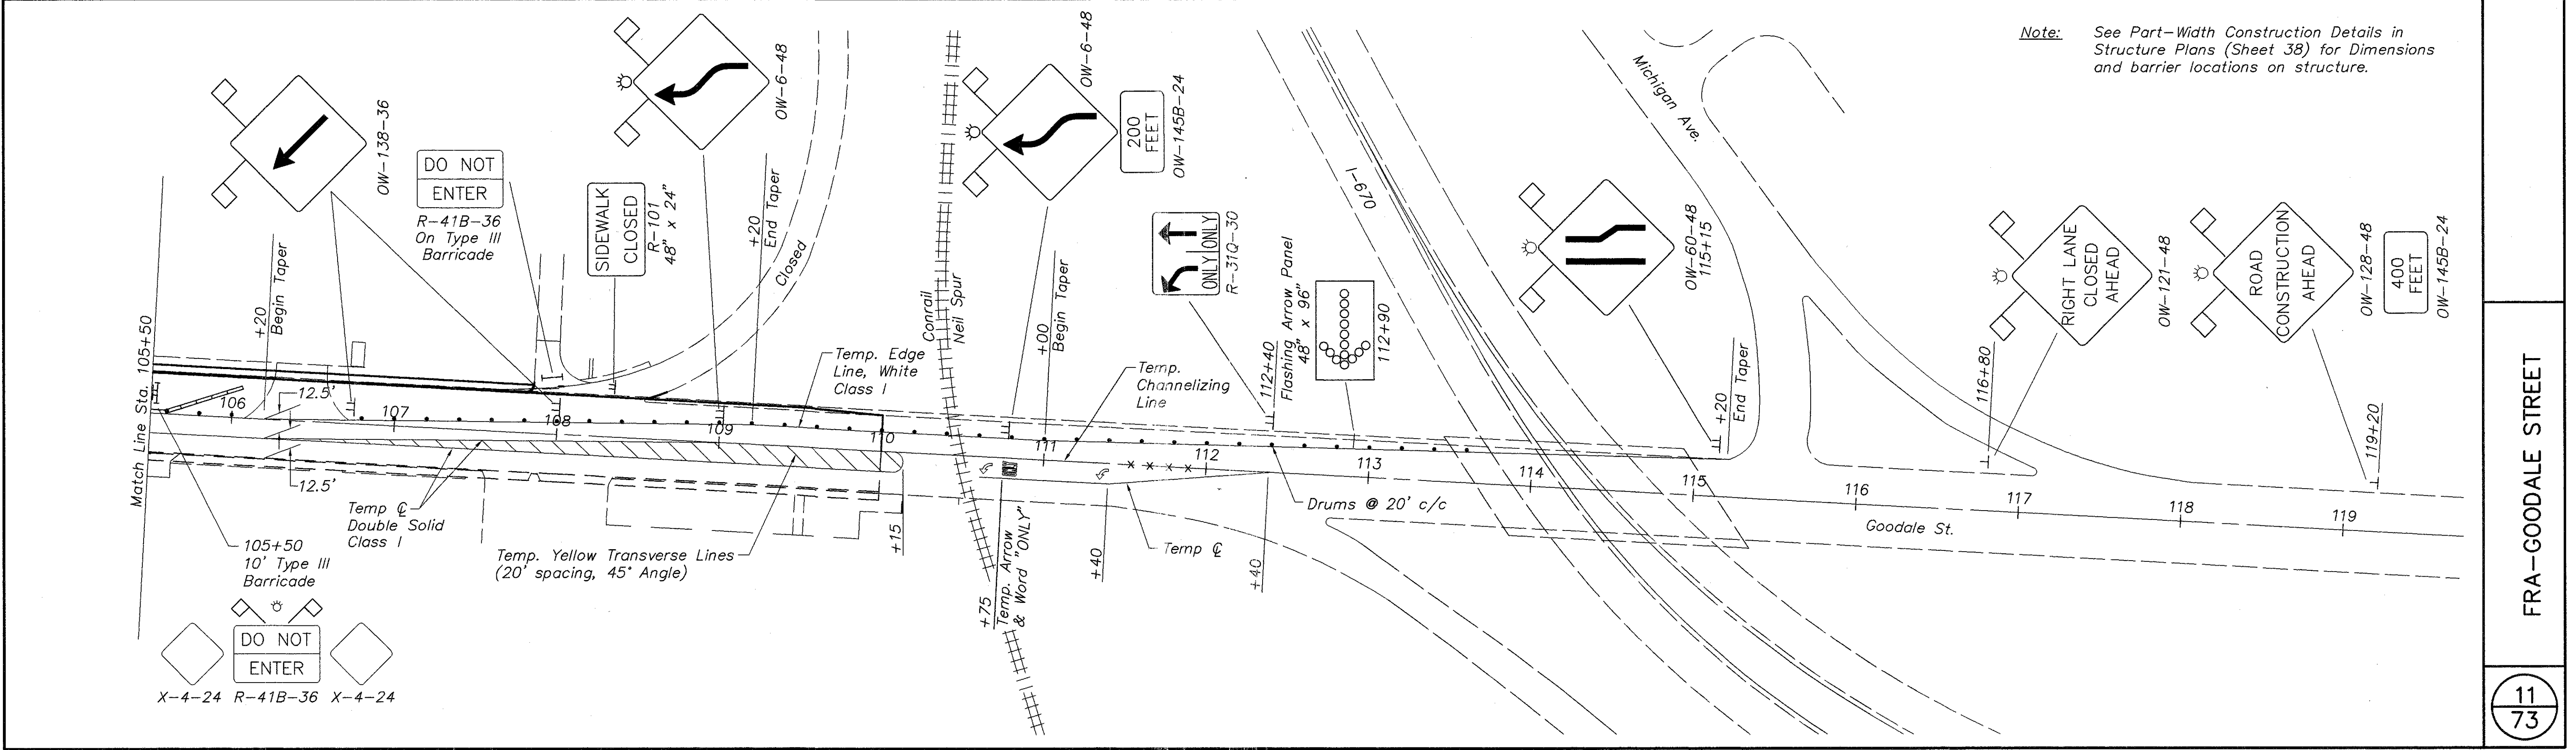 Note: See Part-Width Construction Details in
Structure Plans (Sheet 38) for Dimensions
and barrier locations on structure.
OW-138-36
DO NOT
ENTER
R-41B-36
On Type III
Barricade
SIDEWALK
CLOSED
R-101
48" x 24"
OW-6-48
+20
End Taper
Closed
Conrail
Neil Spur
OW-6-48
200
FEET
OW-145B-24
+00
Begin Taper
ONLY ONLY
R-31Q-30
112+40
Flashing Arrow Panel
48" x 96"
112+90
I-670
Michigan Ave.
OW-60-48
115+15
+20
End Taper
RIGHT LANE
CLOSED
AHEAD
OW-121-48
116+80
ROAD
CONSTRUCTION
AHEAD
OW-128-48
400
FEET
OW-145B-24
119+20
Match Line Sta. 105+50
+20
Begin Taper
12.5'
12.5'
Temp. Edge
Line, White
Class I
Temp.
Channelizing
Line
106
107
108
109
110
111
112
113
114
115
116
117
118
119
Drums @ 20' c/c
Goodale St.
Temp ℄
Double Solid
Class I
Temp. Yellow Transverse Lines
(20' spacing, 45° Angle)
+15
+75
Temp. Arrow
& Word "ONLY"
+40
Temp ℄
+40
105+50
10' Type III
Barricade
DO NOT
ENTER
X-4-24 R-41B-36 X-4-24
FRA-GOODALE STREET
11
73